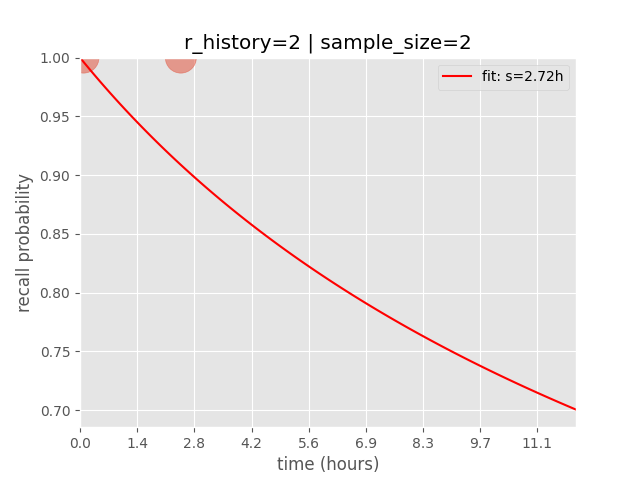 r_history=2 | sample_size=2
fit: s=2.72h
recall probability
1.00
0.95
0.90
0.85
0.80
0.75
0.70
0.0 1.4 2.8 4.2 5.6 6.9 8.3 9.7 11.1
time (hours)